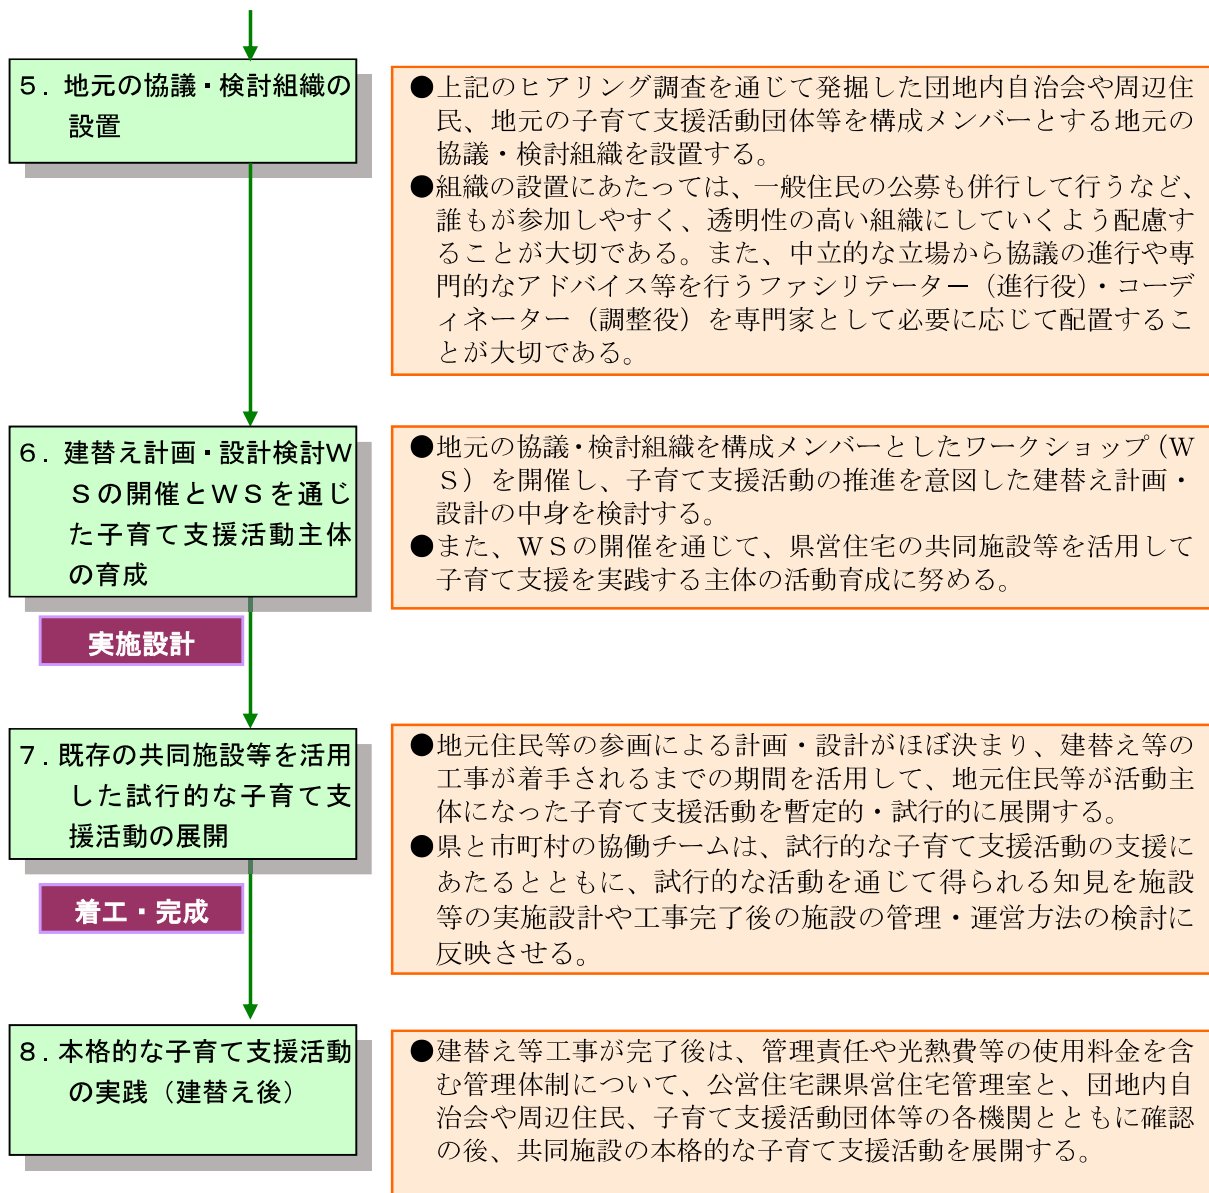 ５．地元の協議・検討組織の
設置
●上記のヒアリング調査を通じて発掘した団地内自治会や周辺住
民、地元の子育て支援活動団体等を構成メンバーとする地元の
協議・検討組織を設置する。
●組織の設置にあたっては、一般住民の公募も併行して行うなど、
誰もが参加しやすく、透明性の高い組織にしていくよう配慮す
ることが大切である。また、中立的な立場から協議の進行や専
門的なアドバイス等を行うファシリテーター（進行役）・コーデ
ィネーター（調整役）を専門家として必要に応じて配置するこ
とが大切である。
６．建替え計画・設計検討Ｗ
Ｓの開催とＷＳを通じ
た子育て支援活動主体
の育成
●地元の協議・検討組織を構成メンバーとしたワークショップ（Ｗ
Ｓ）を開催し、子育て支援活動の推進を意図した建替え計画・
設計の中身を検討する。
●また、ＷＳの開催を通じて、県営住宅の共同施設等を活用して
子育て支援を実践する主体の活動育成に努める。
実施設計
７．既存の共同施設等を活用
した試行的な子育て支
援活動の展開
●地元住民等の参画による計画・設計がほぼ決まり、建替え等の
工事が着手されるまでの期間を活用して、地元住民等が活動主
体になった子育て支援活動を暫定的・試行的に展開する。
●県と市町村の協働チームは、試行的な子育て支援活動の支援に
あたるとともに、試行的な活動を通じて得られる知見を施設
等の実施設計や工事完了後の施設の管理・運営方法の検討に
反映させる。
着工・完成
８．本格的な子育て支援活動
の実践（建替え後）
●建替え等工事が完了後は、管理責任や光熱費等の使用料金を含
む管理体制について、公営住宅課県営住宅管理室と、団地内自
治会や周辺住民、子育て支援活動団体等の各機関とともに確認
の後、共同施設の本格的な子育て支援活動を展開する。